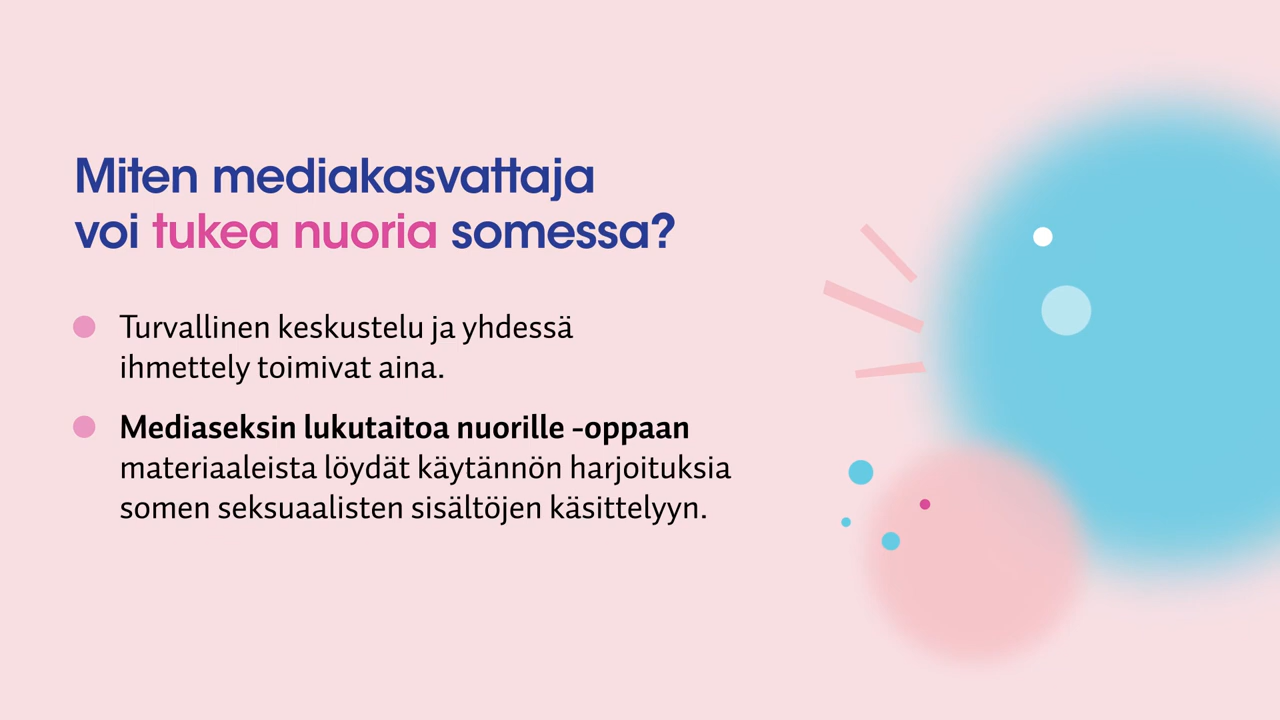 Miten mediakasvattaja
voi tukea nuoria somessa?
Turvallinen keskustelu ja yhdessä
ihmettely toimivat aina.
Mediaseksin lukutaitoa nuorille -oppaan
materiaaleista löydät käytännön harjoituksia
somen seksuaalisten sisältöjen käsittelyyn.